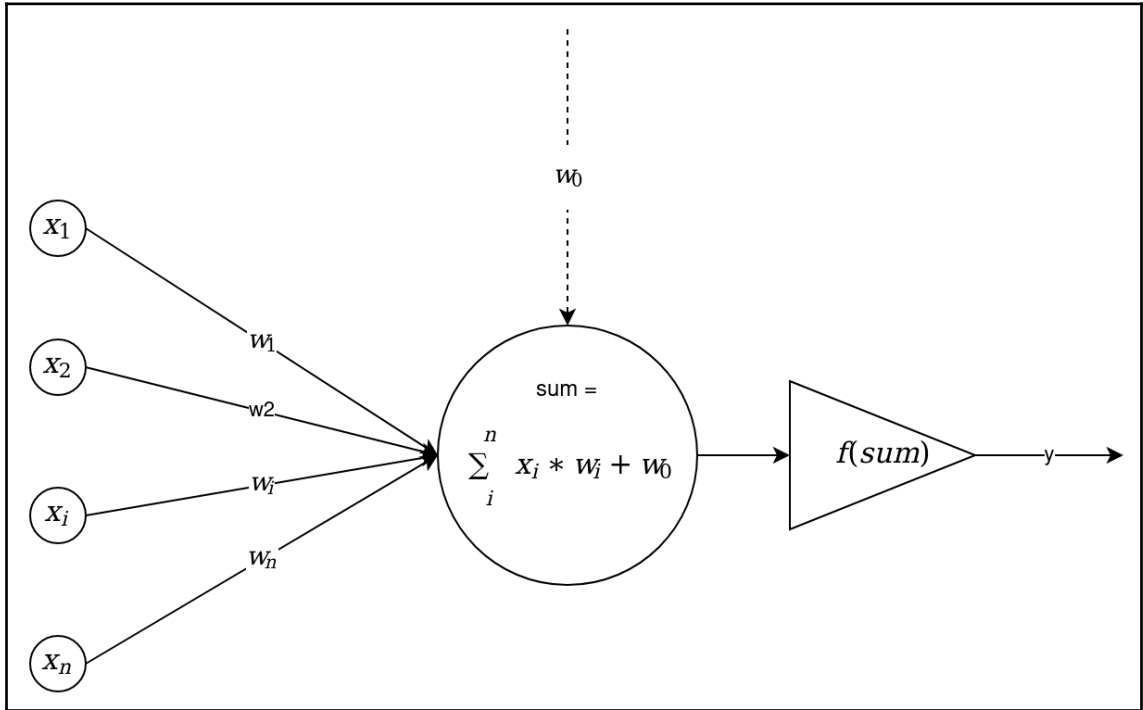 w₀
x₁
w₁
x₂
w2
sum =
n
∑ xᵢ * wᵢ + w₀
i
f(sum)
y
wᵢ
xᵢ
wₙ
xₙ